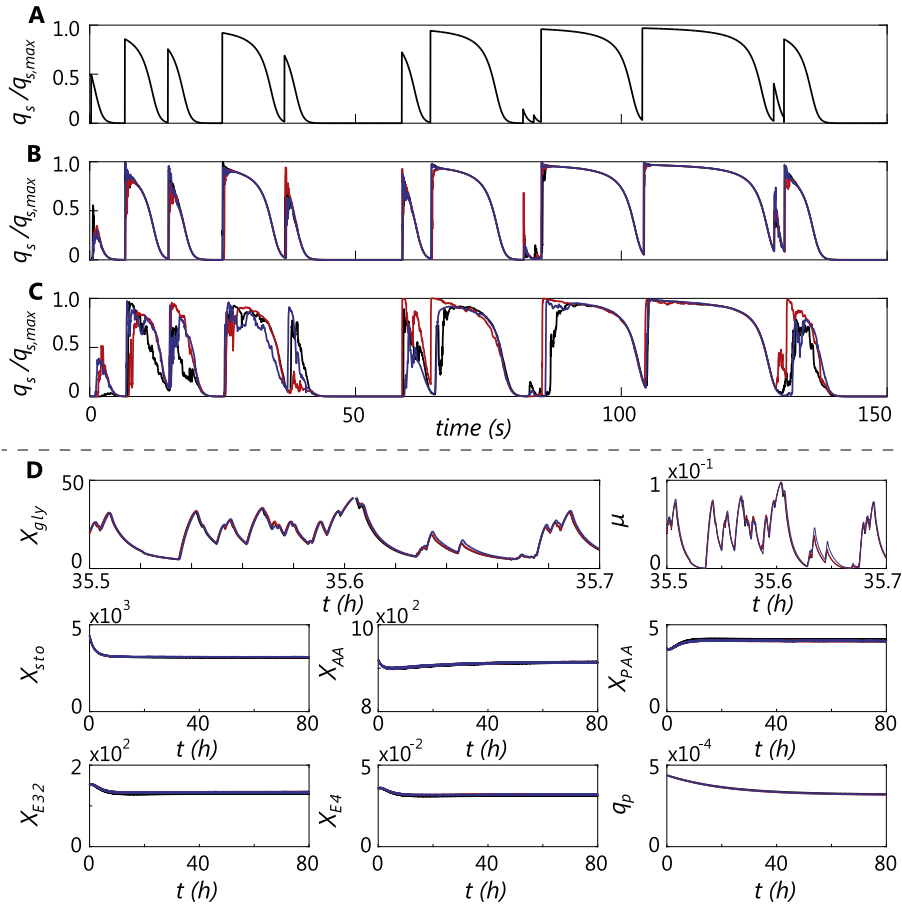 A
1.0
0.5
0
q_s/q_s,max
B
1.0
0.5
0
q_s/q_s,max
C
1.0
0.5
0
q_s/q_s,max
0 50 100 150
time (s)
D
50
0
X_gly
35.5 35.6 35.7
t (h)
x10^-1
1
0
μ
35.5 35.6 35.7
t (h)
x10^3
5
0
X_sto
0 40 80
t (h)
x10^2
10
8
X_AA
0 40 80
t (h)
5
0
X_PAA
0 40 80
t (h)
x10^2
2
0
X_E32
0 40 80
t (h)
x10^-2
5
0
X_E4
0 40 80
t (h)
x10^-4
5
0
q_p
0 40 80
t (h)